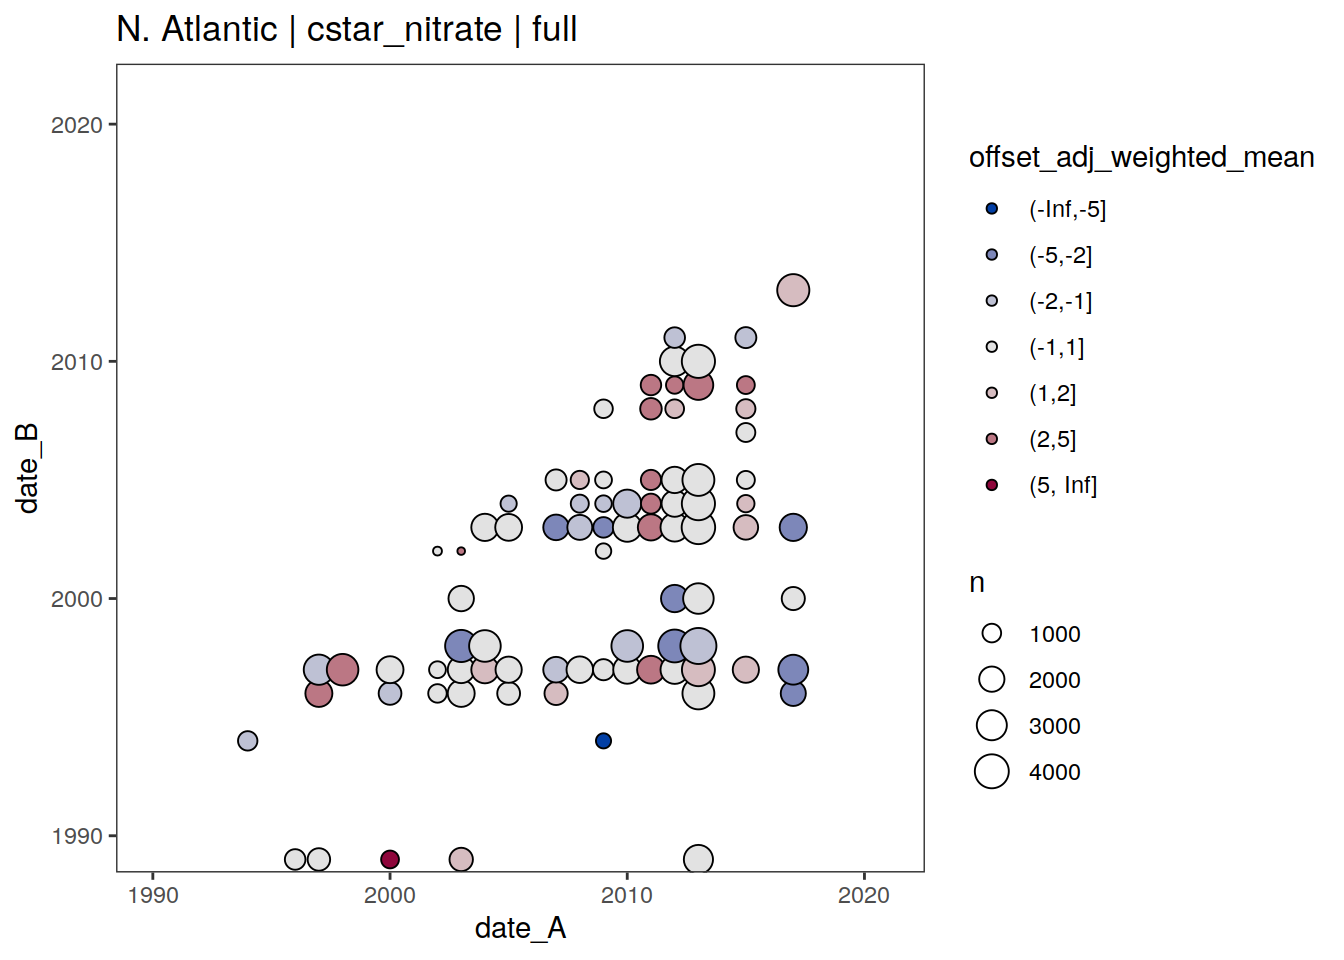 N. Atlantic | cstar_nitrate | full
2020
2010
2000
1990
date_B
1990 2000 2010 2020
date_A
offset_adj_weighted_mean
(-Inf,-5]
(-5,-2]
(-2,-1]
(-1,1]
(1,2]
(2,5]
(5, Inf]
n
1000
2000
3000
4000